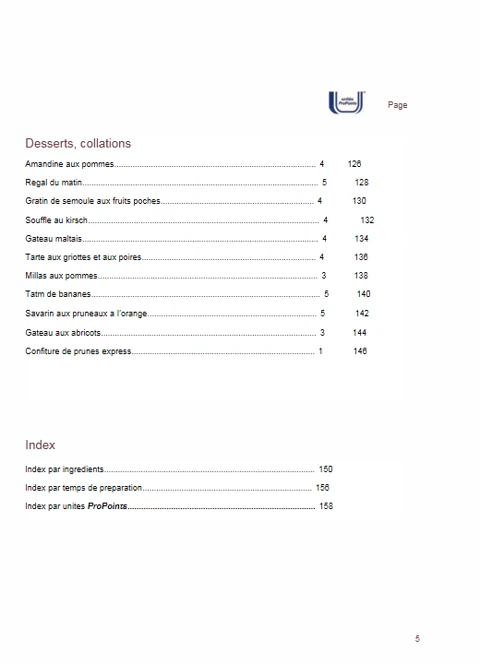 unités
ProPoints
Page
Desserts, collations
Amandine aux pommes.................................................................................... 4 126
Regal du matin.................................................................................................. 5 128
Gratin de semoule aux fruits poches................................................................ 4 130
Souffle au kirsch................................................................................................ 4 132
Gateau maltais.................................................................................................. 4 134
Tarte aux griottes et aux poires......................................................................... 4 136
Millas aux pommes........................................................................................... 3 138
Tatm de bananes............................................................................................... 5 140
Savarin aux pruneaux a l'orange....................................................................... 5 142
Gateau aux abricots.......................................................................................... 3 144
Confiture de prunes express............................................................................ 1 146
Index
Index par ingredients........................................................................................ 150
Index par temps de preparation....................................................................... 156
Index par unites ProPoints............................................................................... 158
5